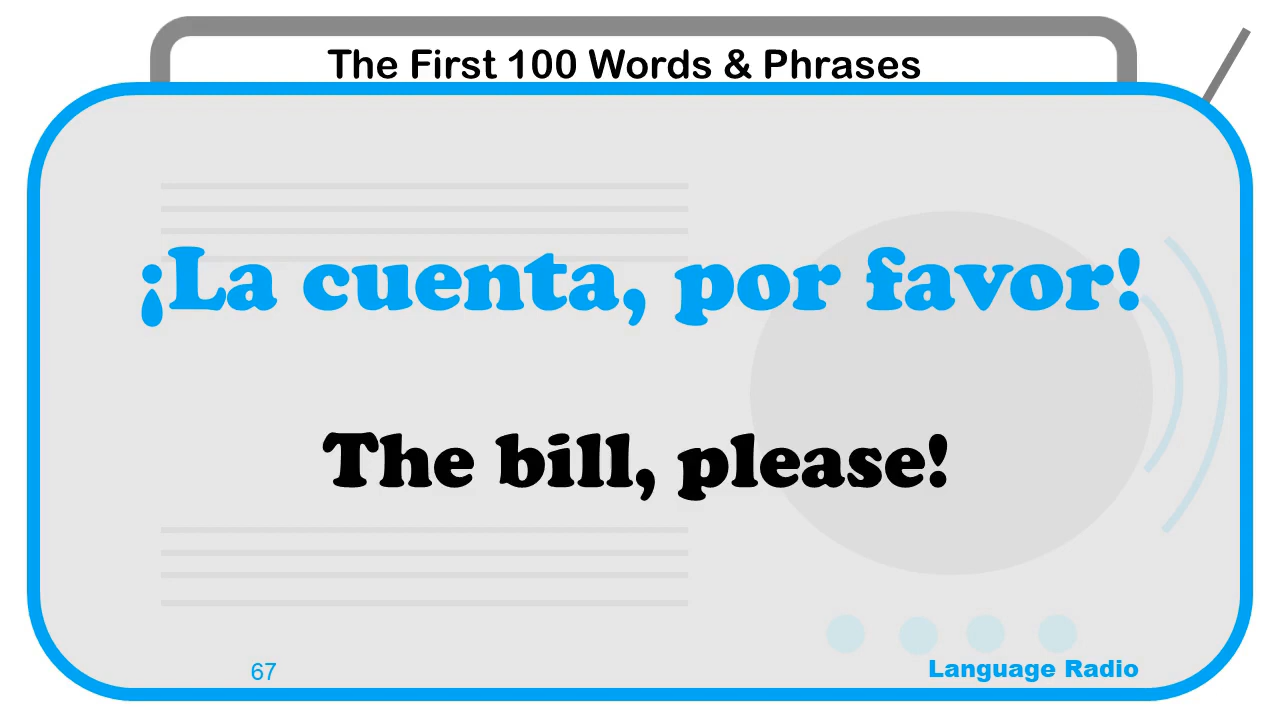 The First 100 Words & Phrases
¡La cuenta, por favor!
The bill, please!
67
Language Radio